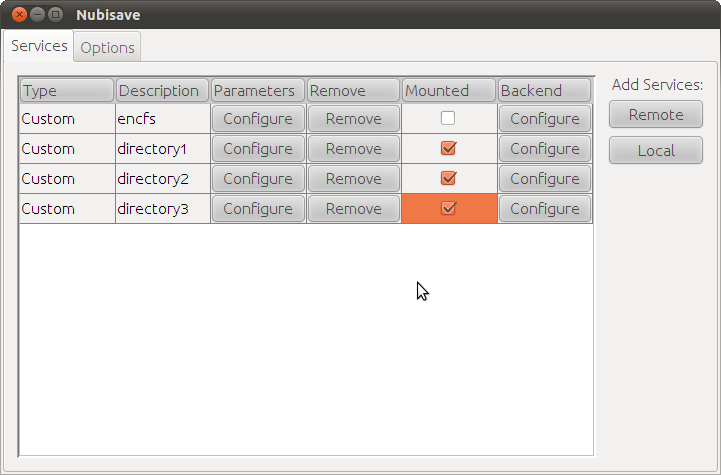 Nubisave
Services Options
Add Services:
Type Description Parameters Remove Mounted Backend
Remote
Custom encfs Configure Remove Configure
Custom directory1 Configure Remove Configure
Local
Custom directory2 Configure Remove Configure
Custom directory3 Configure Remove Configure